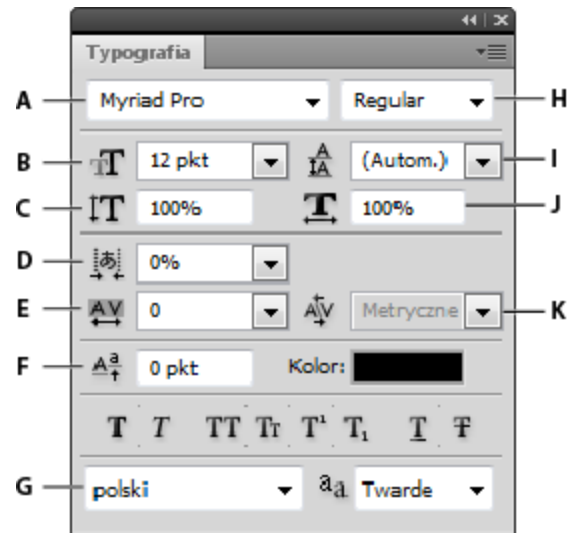 Typografia
A Myriad Pro Regular H
B 12 pkt (Autom.) I
C 100% 100% J
D 0%
E 0 Metryczne K
F 0 pkt Kolor:
T T TT Tt T¹ T₁ T T
G polski aa Twarde